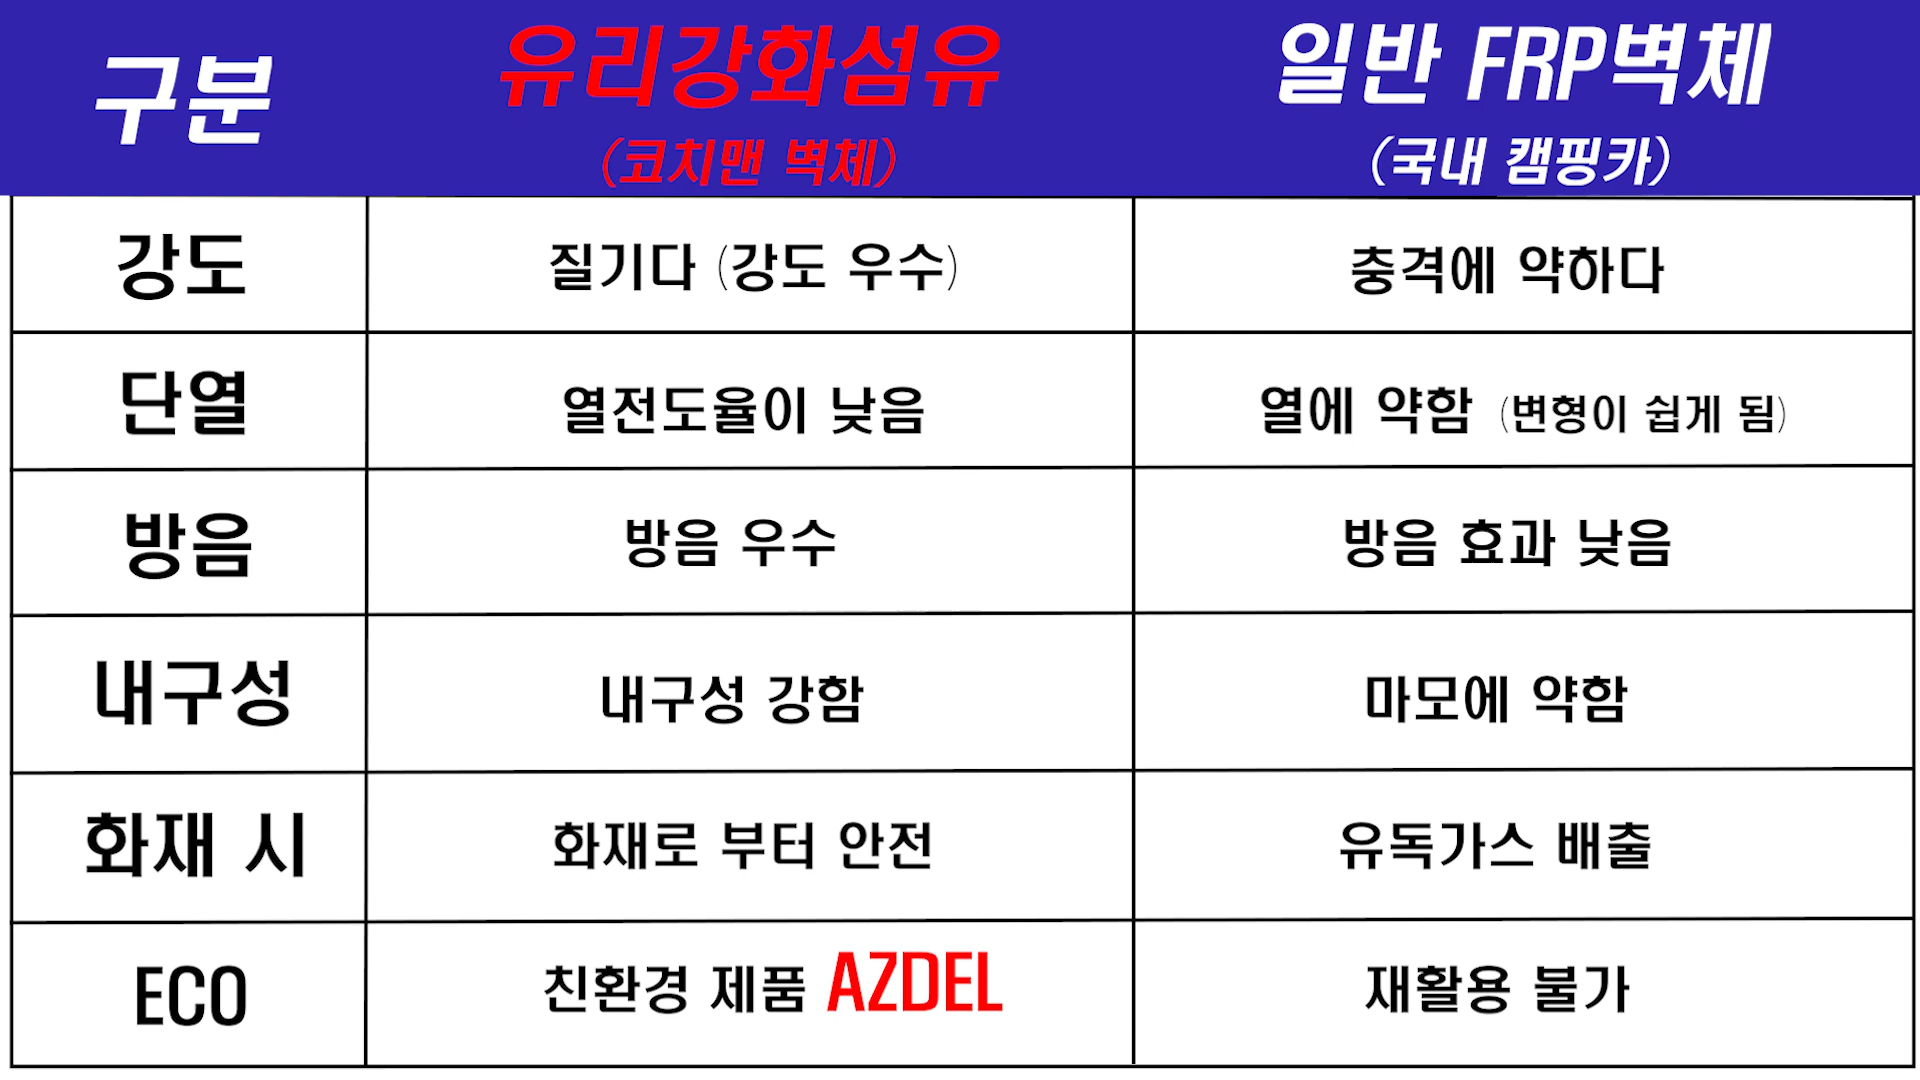 구분 유리강화섬유 일반 FRP벽체
(코치맨 벽체) (국내 캠핑카)
강도 질기다 (강도 우수) 충격에 약하다
단열 열전도율이 낮음 열에 약함 (변형이 쉽게 됨)
방음 방음 우수 방음 효과 낮음
내구성 내구성 강함 마모에 약함
화재 시 화재로 부터 안전 유독가스 배출
ECO 친환경 제품 AZDEL 재활용 불가